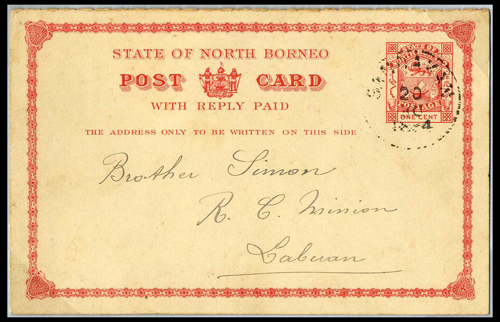 STATE OF NORTH BORNEO
POST CARD
WITH REPLY PAID
THE ADDRESS ONLY TO BE WRITTEN ON THIS SIDE
ONE CENT
20
Brother Simon
R. C. Mission
Labuan